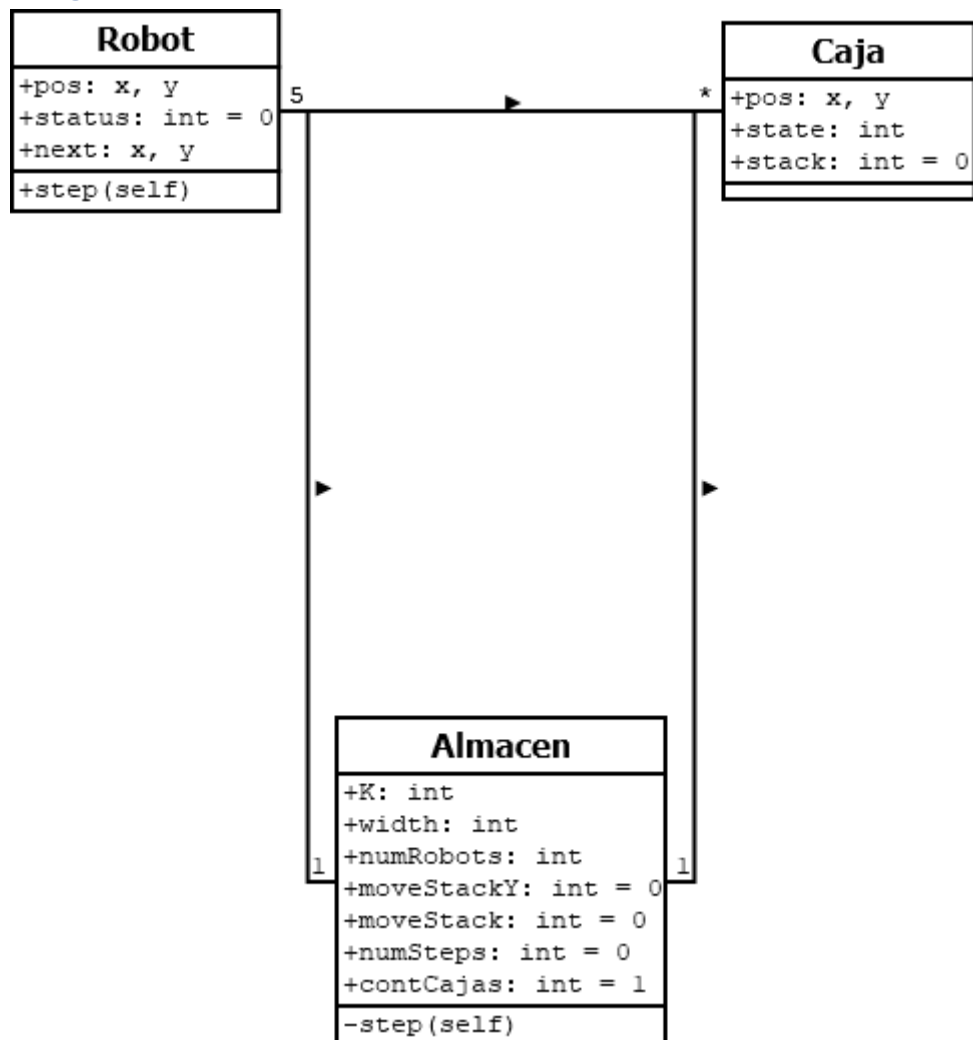 Robot
+pos: x, y
+status: int = 0
+next: x, y
+step(self)
5
*
Caja
+pos: x, y
+state: int
+stack: int = 0
Almacen
+K: int
+width: int
+numRobots: int
+moveStackY: int = 0
+moveStack: int = 0
+numSteps: int = 0
+contCajas: int = 1
-step(self)
1
1